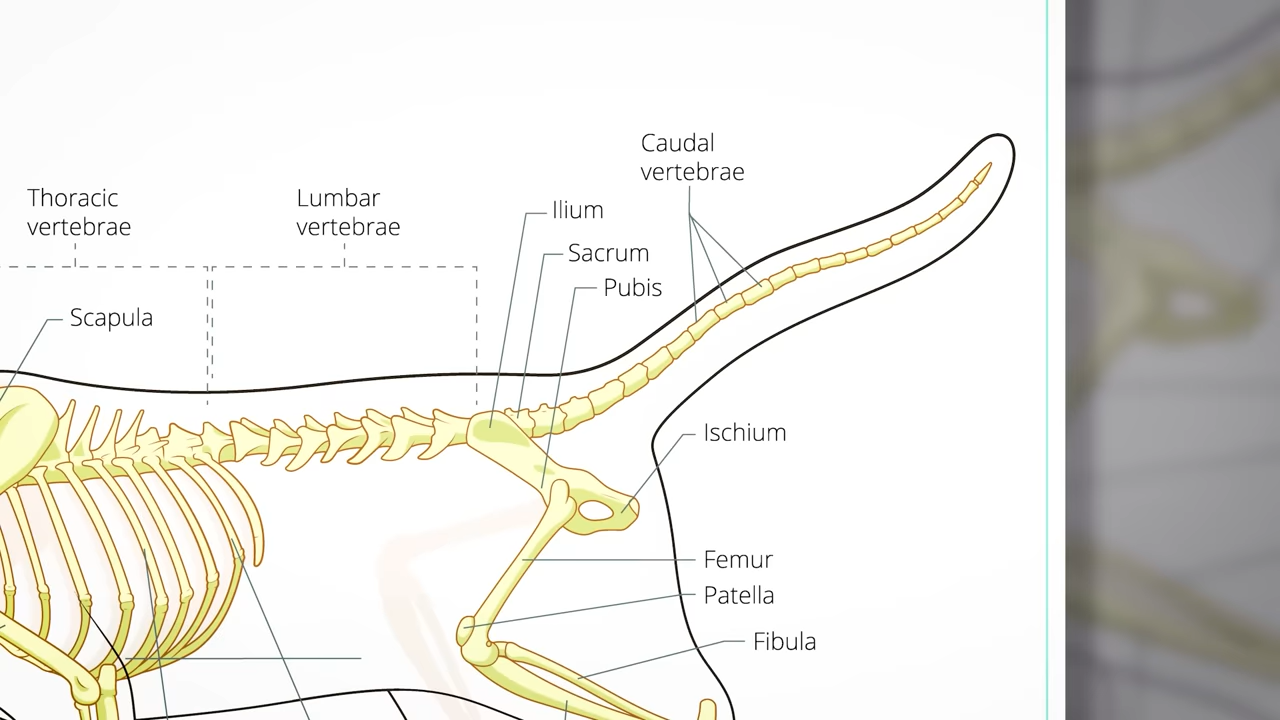 Caudal
vertebrae
Thoracic
vertebrae
Lumbar
vertebrae
Ilium
Sacrum
Pubis
Scapula
Ischium
Femur
Patella
Fibula